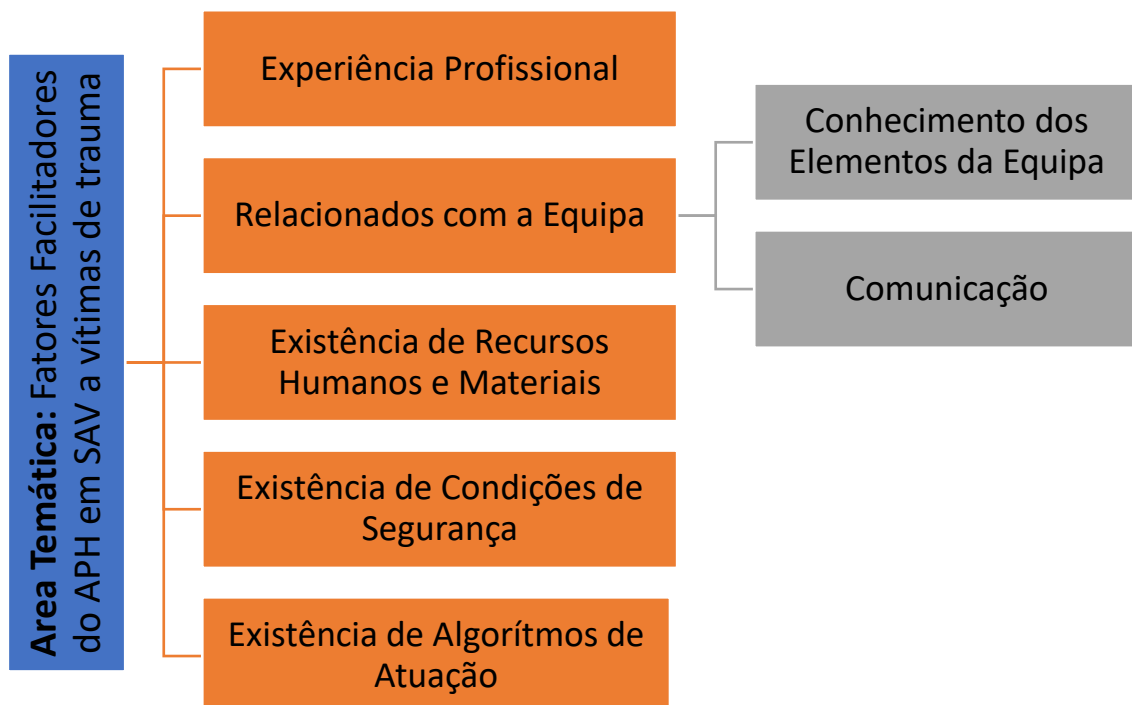 Area Temática: Fatores Facilitadores
do APH em SAV a vítimas de trauma
Experiência Profissional
Relacionados com a Equipa
Conhecimento dos
Elementos da Equipa
Comunicação
Existência de Recursos
Humanos e Materiais
Existência de Condições de
Segurança
Existência de Algorítmos de
Atuação